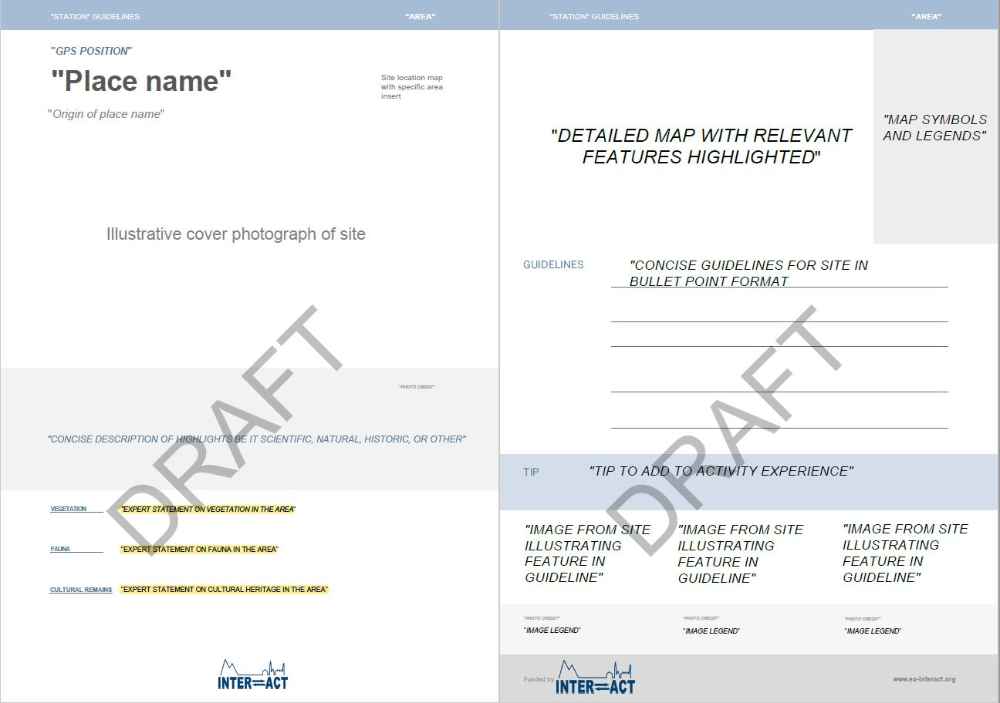 "STATION" GUIDELINES
"AREA"
"GPS POSITION"
"Place name"
"Origin of place name"
Site location map
with specific area
insert
Illustrative cover photograph of site
"PHOTO CREDIT"
"CONCISE DESCRIPTION OF HIGHLIGHTS BE IT SCIENTIFIC, NATURAL, HISTORIC, OR OTHER"
VEGETATION "EXPERT STATEMENT ON VEGETATION IN THE AREA"
FAUNA "EXPERT STATEMENT ON FAUNA IN THE AREA"
CULTURAL REMAINS "EXPERT STATEMENT ON CULTURAL HERITAGE IN THE AREA"
DRAFT
INTERACT
"STATION" GUIDELINES
"AREA"
"DETAILED MAP WITH RELEVANT
FEATURES HIGHLIGHTED"
"MAP SYMBOLS
AND LEGENDS"
GUIDELINES
"CONCISE GUIDELINES FOR SITE IN
BULLET POINT FORMAT
TIP
"TIP TO ADD TO ACTIVITY EXPERIENCE"
DRAFT
"IMAGE FROM SITE
ILLUSTRATING
FEATURE IN
GUIDELINE"
"IMAGE FROM SITE
ILLUSTRATING
FEATURE IN
GUIDELINE"
"IMAGE FROM SITE
ILLUSTRATING
FEATURE IN
GUIDELINE"
"PHOTO CREDIT"
"IMAGE LEGEND"
"PHOTO CREDIT"
"IMAGE LEGEND"
"PHOTO CREDIT"
"IMAGE LEGEND"
Funded by
INTERACT
www.eu-interact.org